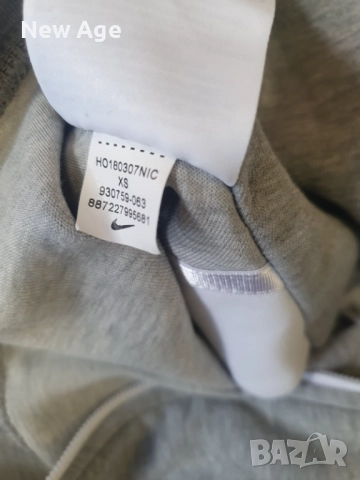 New Age
HO180307NIC
XS
930759-063
887227995681
BAZAR